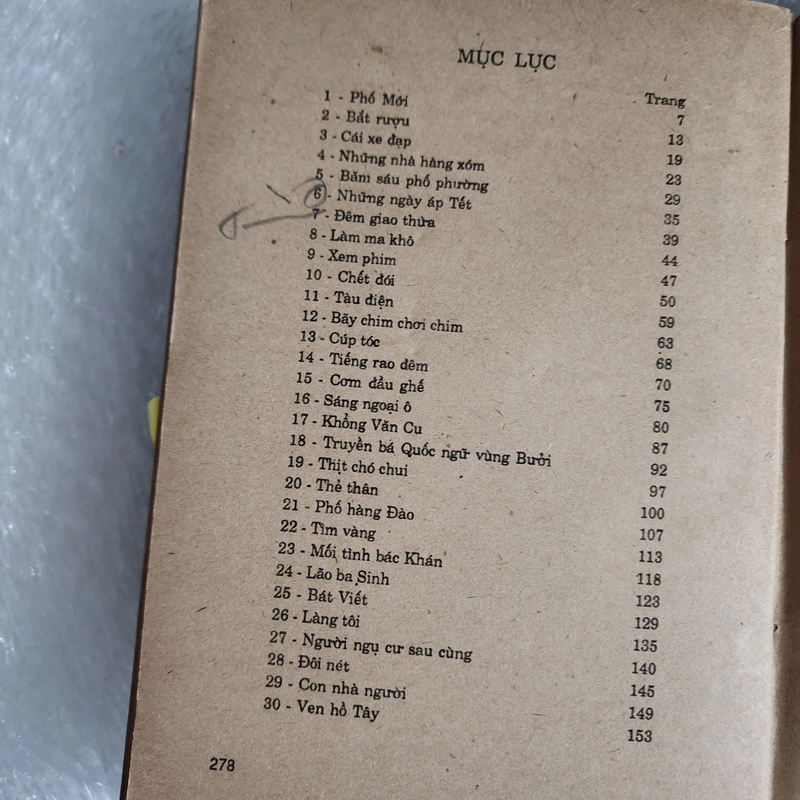 MỤC LỤC
Trang
1 - Phố Mới 7
2 - Bắt rượu 13
3 - Cái xe đạp 19
4 - Những nhà hàng xóm 23
5 - Băm sáu phố phường 29
6 - Những ngày áp Tết 35
7 - Đêm giao thừa 39
8 - Làm ma khô 44
9 - Xem phim 47
10 - Chết đói 50
11 - Tàu điện 59
12 - Bãy chim chơi chim 63
13 - Cúp tóc 68
14 - Tiếng rao đêm 70
15 - Cơm đầu ghế 75
16 - Sáng ngoại ô 80
17 - Khổng Văn Cu 87
18 - Truyền bá Quốc ngữ vùng Bưởi 92
19 - Thịt chó chui 97
20 - Thẻ thân 100
21 - Phố hàng Đào 107
22 - Tìm vàng 113
23 - Mối tình bác Khán 118
24 - Lão ba Sinh 123
25 - Bát Viết 129
26 - Làng tôi 135
27 - Người ngụ cư sau cùng 140
28 - Đôi nét 145
29 - Con nhà người 149
30 - Ven hồ Tây 153
278